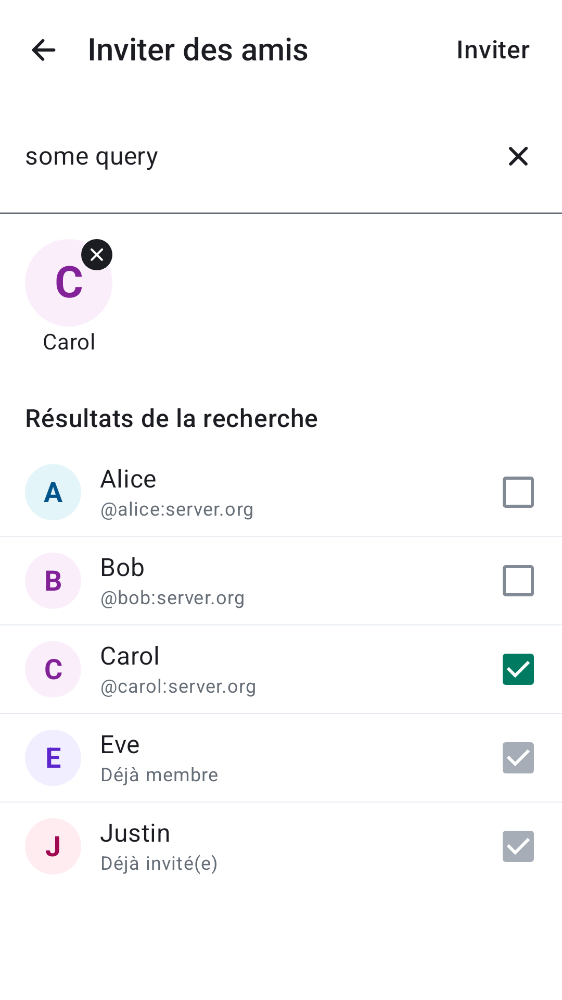 Inviter des amis
Inviter
some query
C
Carol
Résultats de la recherche
A
Alice
@alice:server.org
B
Bob
@bob:server.org
C
Carol
@carol:server.org
E
Eve
Déjà membre
J
Justin
Déjà invité(e)